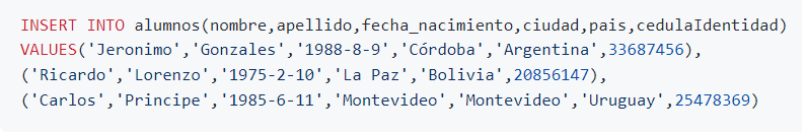 INSERT INTO alumnos(nombre,apellido,fecha_nacimiento,ciudad,pais,cedulaIdentidad)
VALUES('Jeronimo','Gonzales','1988-8-9','Córdoba','Argentina',33687456),
('Ricardo','Lorenzo','1975-2-10','La Paz','Bolivia',20856147),
('Carlos','Principe','1985-6-11','Montevideo','Montevideo','Uruguay',25478369)